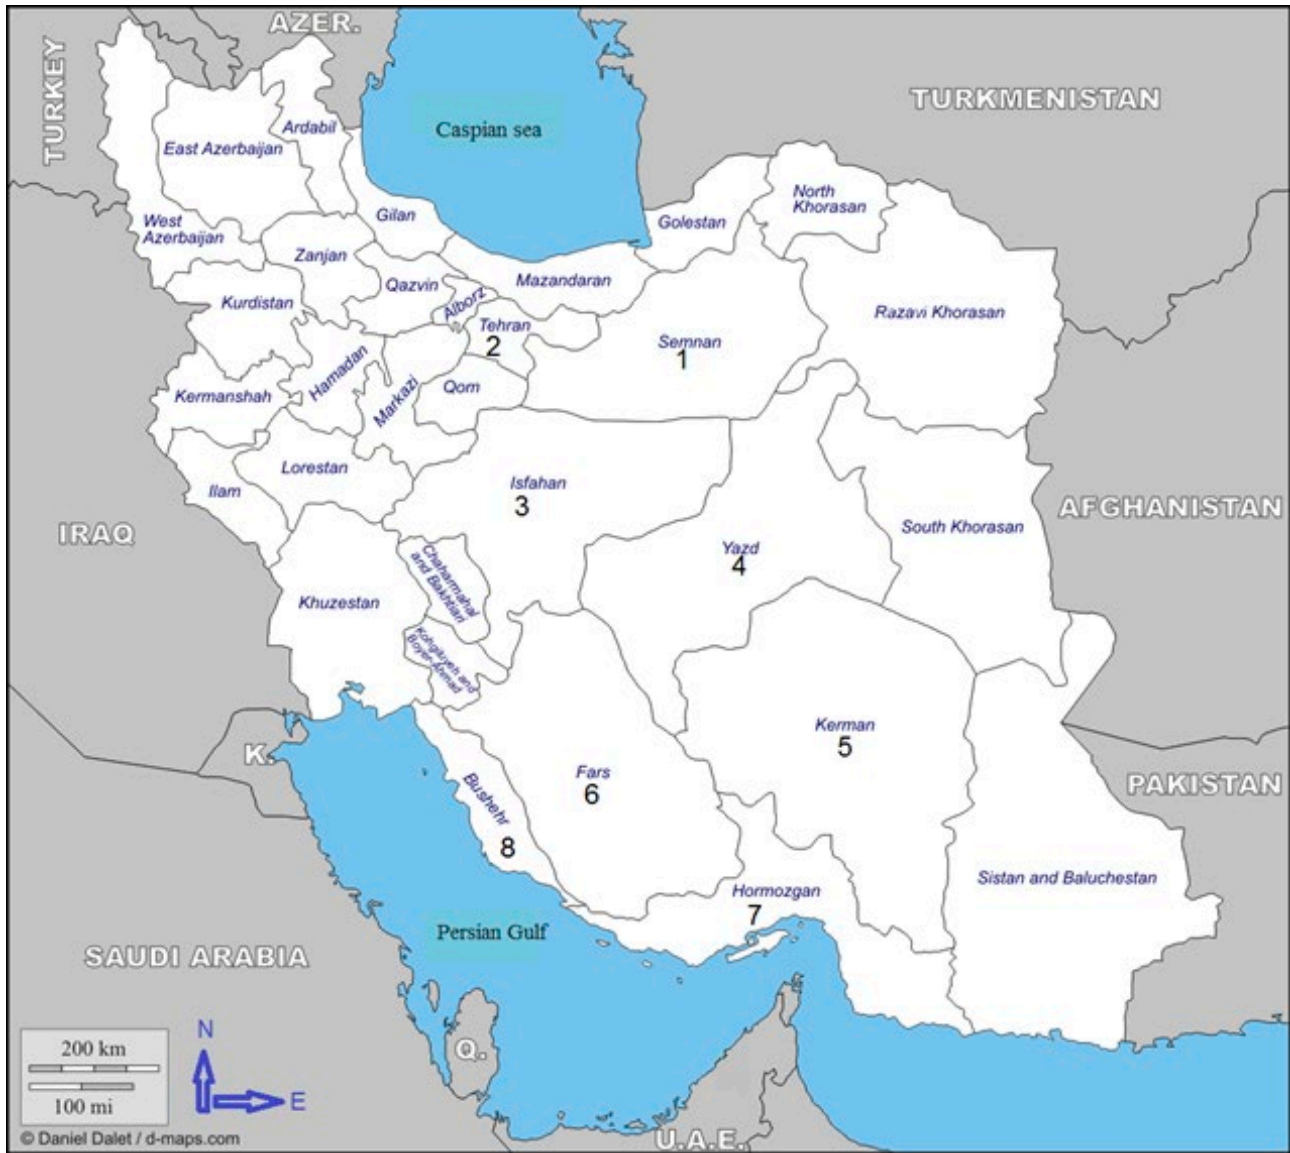 AZER.
TURKEY
TURKMENISTAN
Caspian sea
Ardabil
East Azerbaijan
West
Azerbaijan
Gilan
Golestan
North
Khorasan
Zanjan
Qazvin
Alborz
Mazandaran
Kurdistan
Tehran
2
Semnan
1
Razavi Khorasan
Hamadan
Kermanshah
Markazi
Qom
Lorestan
Ilam
Isfahan
3
IRAQ
AFGHANISTAN
South Khorasan
Yazd
4
Chaharmahal
and Bakhtiari
Khuzestan
Kohgiluyeh and
Boyer-Ahmad
Kerman
5
K.
Fars
6
PAKISTAN
Bushehr
8
Sistan and Baluchestan
Hormozgan
7
Persian Gulf
SAUDI ARABIA
Q.
U.A.E.
N
E
200 km
100 mi
© Daniel Dalet / d-maps.com